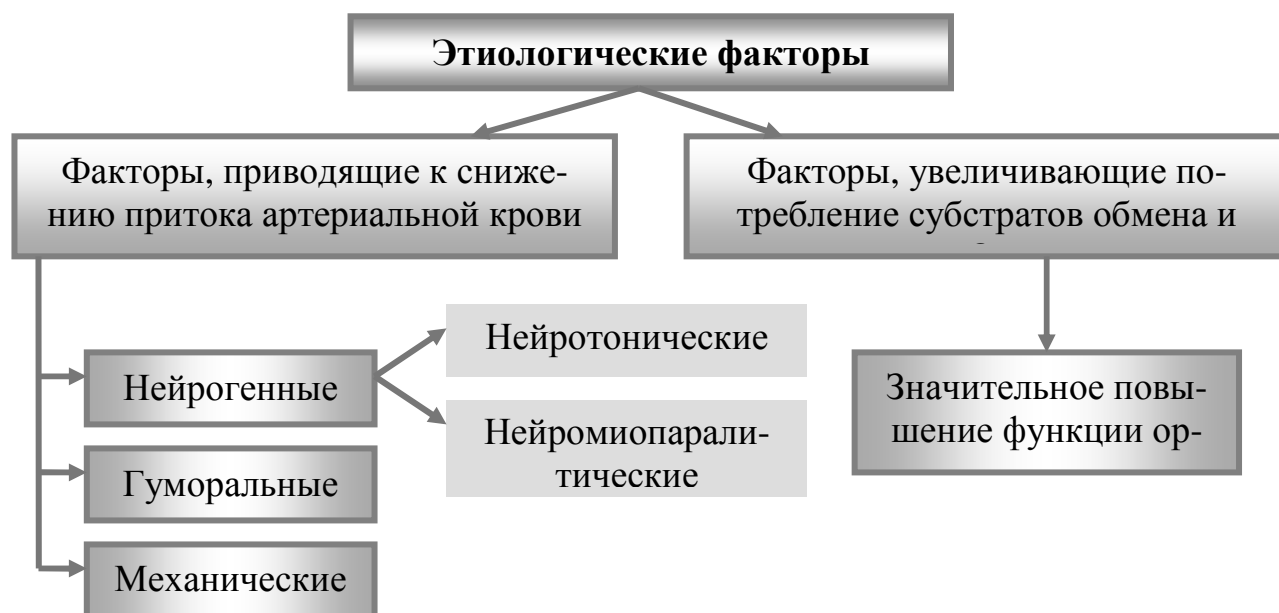 Этиологические факторы
Факторы, приводящие к сниже-
нию притока артериальной крови
Факторы, увеличивающие по-
требление субстратов обмена и
Нейрогенные
Нейротонические
Нейромиопарали-
тические
Гуморальные
Механические
Значительное повы-
шение функции ор-